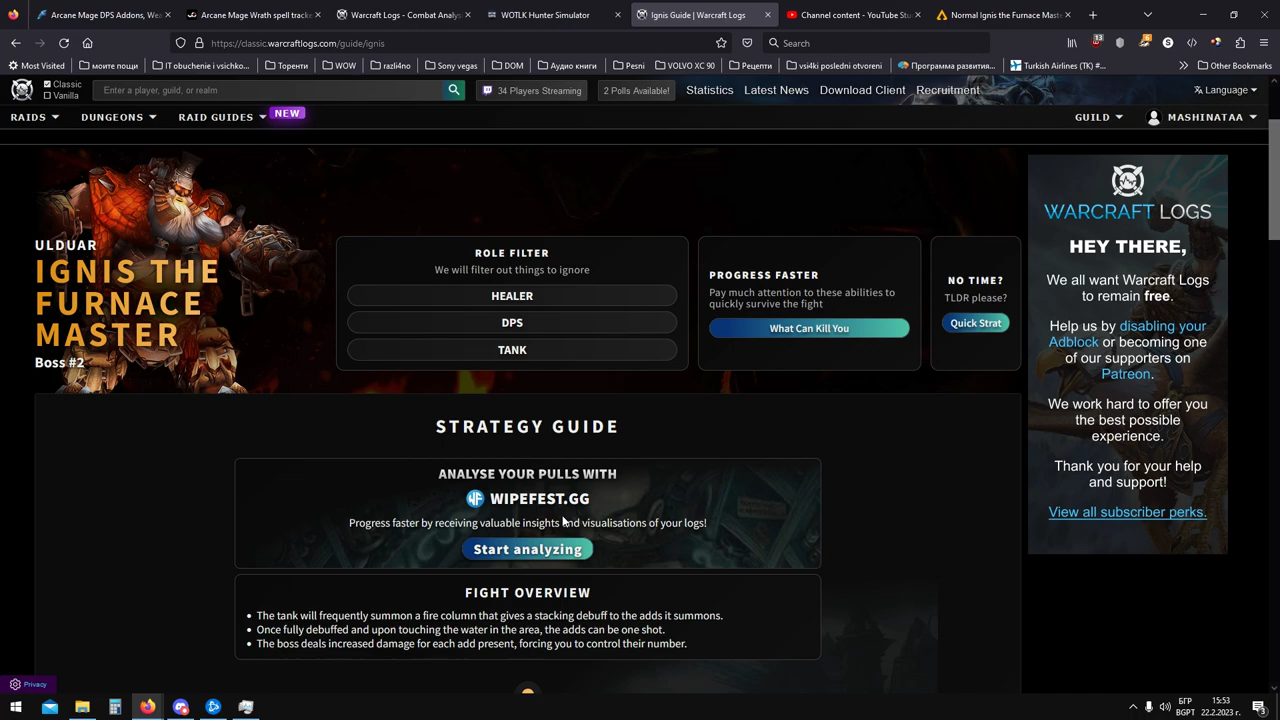 Arcane Mage DPS Addons, Wea
Arcane Mage Wrath spell tracke
Warcraft Logs - Combat Analys
WOTLK Hunter Simulator
Ignis Guide | Warcraft Logs
Channel content - YouTube Stu
Normal Ignis the Furnace Maste
https://classic.warcraftlogs.com/guide/ignis
Search
13
Most Visited
моите пощи
IT obuchenie i vsichko...
Торенти
WOW
razli4no
Sony vegas
DOM
Аудио книги
Pesni
VOLVO XC 90
Рецепти
vsi4ki posledni otvoreni
Программа развития...
Turkish Airlines (TK) #...
Other Bookmarks
Classic
Vanilla
Enter a player, guild, or realm
34 Players Streaming
2 Polls Available!
Statistics
Latest News
Download Client
Recruitment
Language
RAIDS
DUNGEONS
RAID GUIDES
NEW
GUILD
MASHINATAA
ULDUAR
IGNIS THE
FURNACE
MASTER
Boss #2
ROLE FILTER
We will filter out things to ignore
HEALER
DPS
TANK
PROGRESS FASTER
Pay much attention to these abilities to
quickly survive the fight
What Can Kill You
NO TIME?
TLDR please?
Quick Strat
WARCRAFT LOGS
HEY THERE,
We all want Warcraft Logs
to remain free.
Help us by disabling your
Adblock or becoming one
of our supporters on
Patreon.
We work hard to offer you
the best possible
experience.
Thank you for your help
and support!
View all subscriber perks.
STRATEGY GUIDE
ANALYSE YOUR PULLS WITH
WF WIPEFEST.GG
Progress faster by receiving valuable insights and visualisations of your logs!
Start analyzing
FIGHT OVERVIEW
The tank will frequently summon a fire column that gives a stacking debuff to the adds it summons.
Once fully debuffed and upon touching the water in the area, the adds can be one shot.
The boss deals increased damage for each add present, forcing you to control their number.
Privacy
БГР
BGPT
15:53
22.2.2023 г.
3